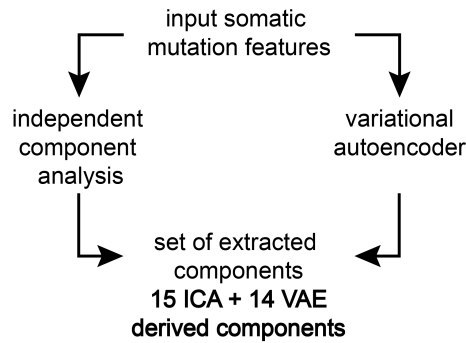 input somatic
mutation features
independent
component
analysis
variational
autoencoder
set of extracted
components
15 ICA + 14 VAE
derived components